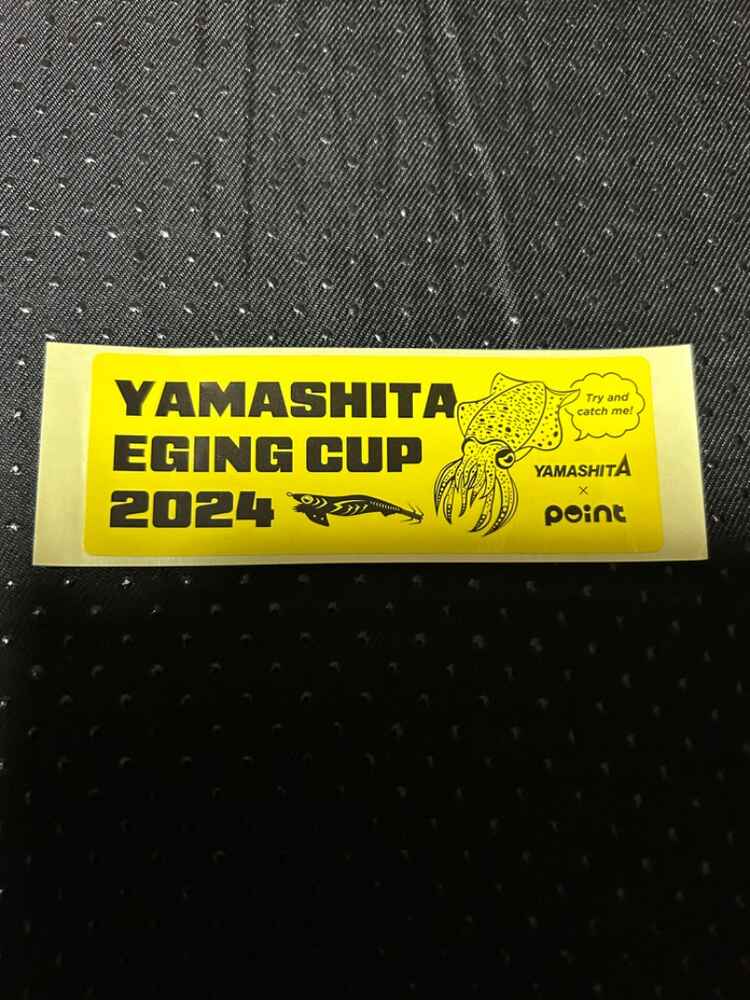 YAMASHITA
EGING CUP
2024
Try and
catch me!
YAMASHITA
×
point